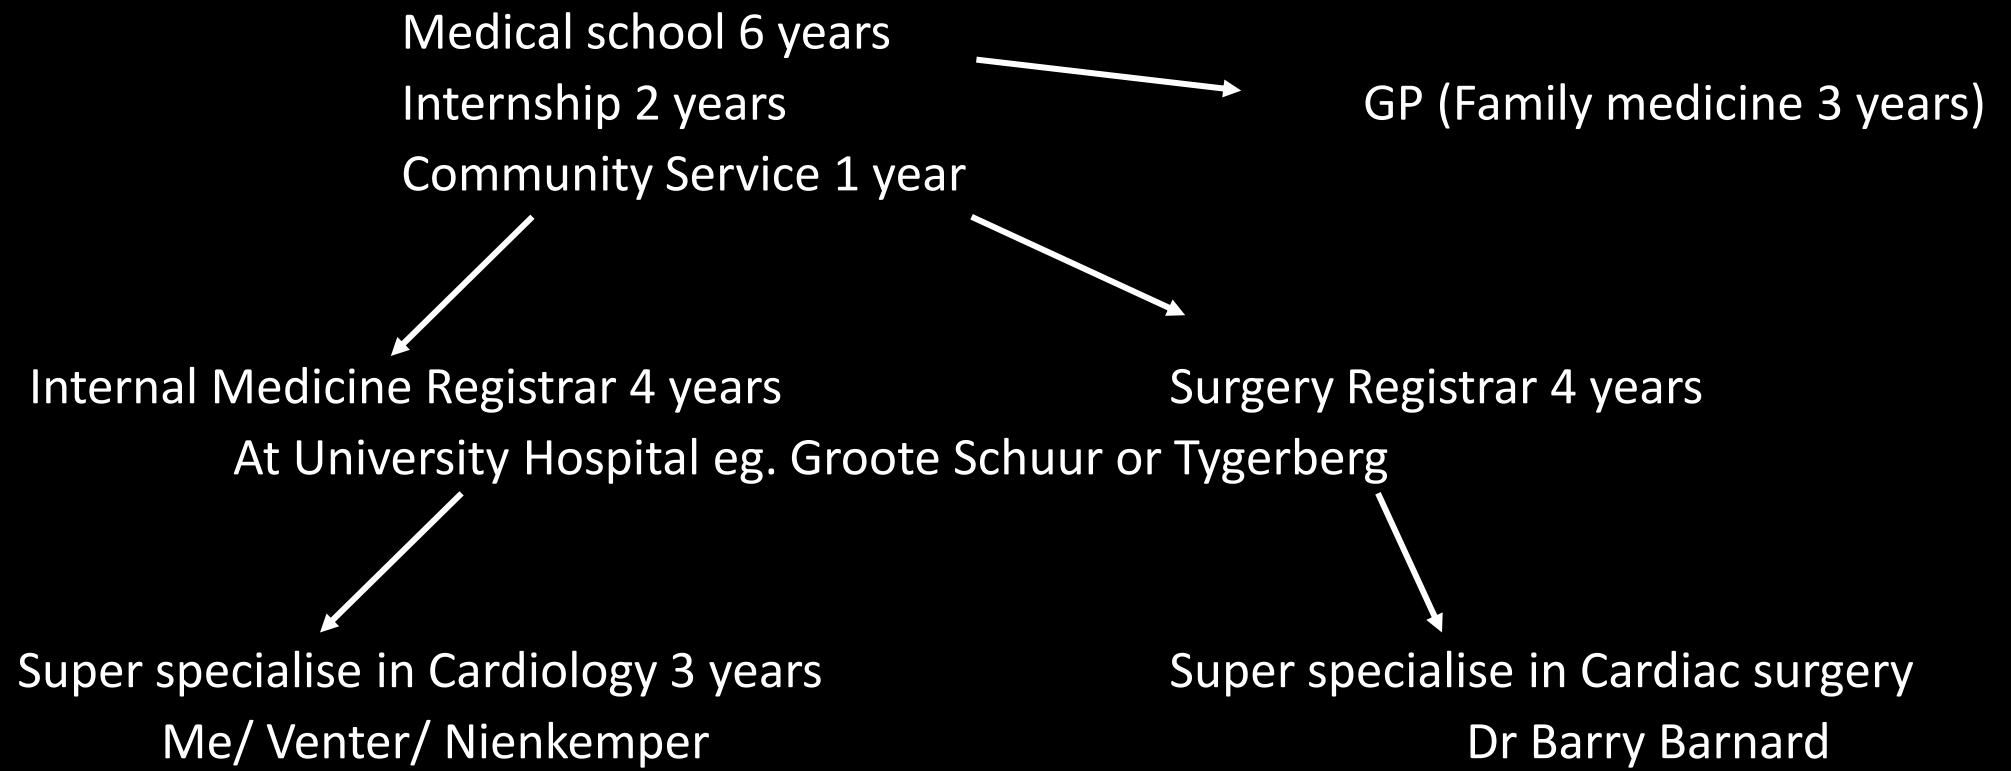 Medical school 6 years
Internship 2 years
GP (Family medicine 3 years)
Community Service 1 year
Internal Medicine Registrar 4 years
Surgery Registrar 4 years
At University Hospital eg. Groote Schuur or Tygerberg
Super specialise in Cardiology 3 years
Super specialise in Cardiac surgery
Me/ Venter/ Nienkemper
Dr Barry Barnard